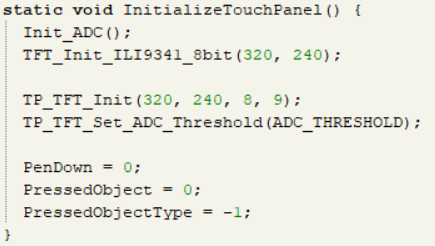 static void InitializeTouchPanel() {
Init_ADC();
TFT_Init_ILI9341_8bit(320, 240);
TP_TFT_Init(320, 240, 8, 9);
TP_TFT_Set_ADC_Threshold(ADC_THRESHOLD);
PenDown = 0;
PressedObject = 0;
PressedObjectType = -1;
}